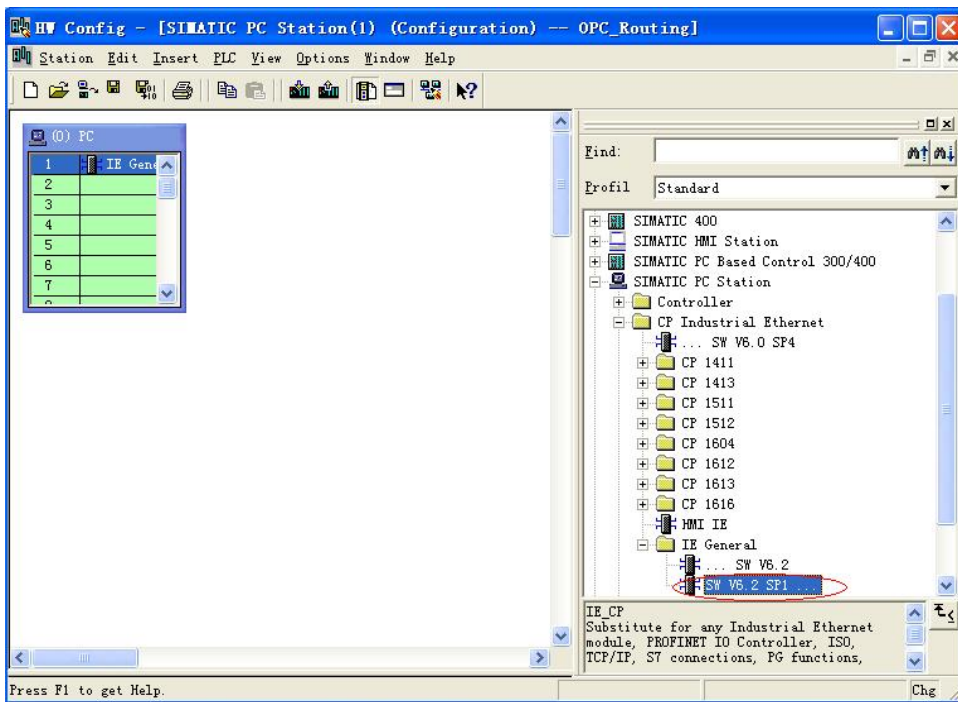 HW Config - [SIMATIC PC Station(1) (Configuration) -- OPC_Routing]
Station Edit Insert PLC View Options Window Help
(0) PC
1 IE Gene
2
3
4
5
6
7
Find:
Profil Standard
SIMATIC 400
SIMATIC HMI Station
SIMATIC PC Based Control 300/400
SIMATIC PC Station
Controller
CP Industrial Ethernet
... SW V6.0 SP4
CP 1411
CP 1413
CP 1511
CP 1512
CP 1604
CP 1612
CP 1613
CP 1616
HMI IE
IE General
... SW V6.2
SW V6.2 SP1 ...
IE_CP
Substitute for any Industrial Ethernet
module, PROFINET IO Controller, ISO,
TCP/IP, S7 connections, PG functions,
Press F1 to get Help.
Chg